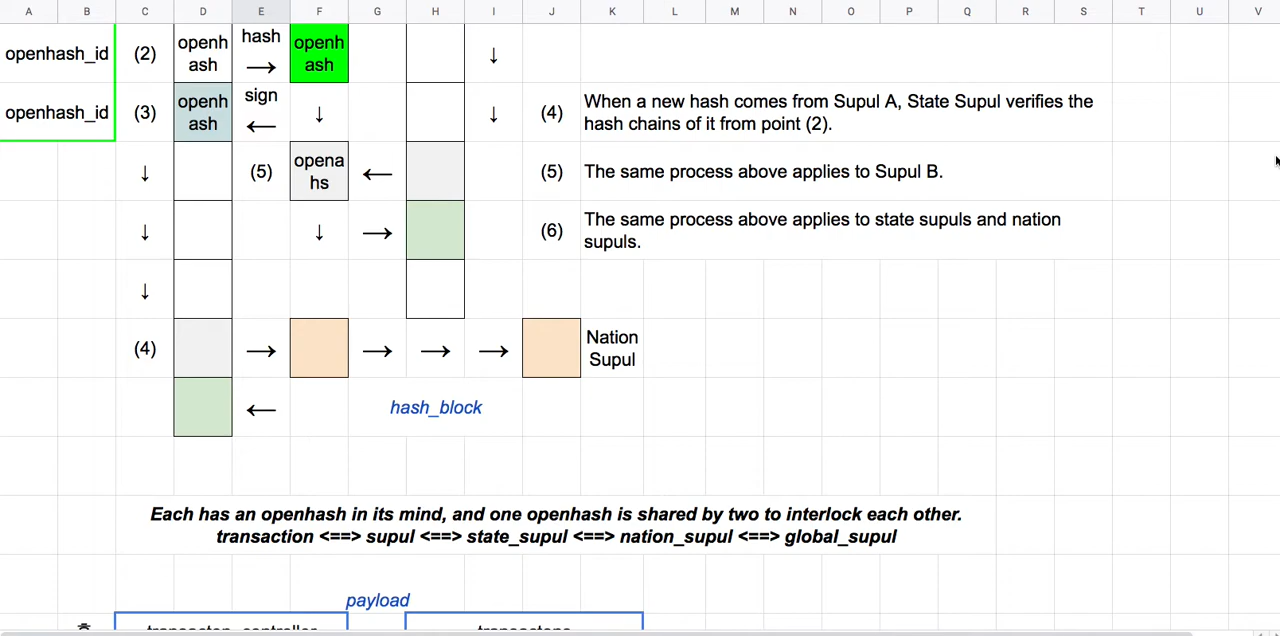 A B C D E F G H I J K L M N O P Q R S T U V
openhash_id (2) openh hash openh ↓
ash → ash
openhash_id (3) openh sign ↓ ↓ (4) When a new hash comes from Supul A, State Supul verifies the
ash ← hash chains of it from point (2).
↓ (5) opena ← (5) The same process above applies to Supul B.
hs
↓ ↓ → (6) The same process above applies to state supuls and nation
supuls.
↓
(4) → → → → Nation
Supul
← hash_block
Each has an openhash in its mind, and one openhash is shared by two to interlock each other.
transaction <==> supul <==> state_supul <==> nation_supul <==> global_supul
payload